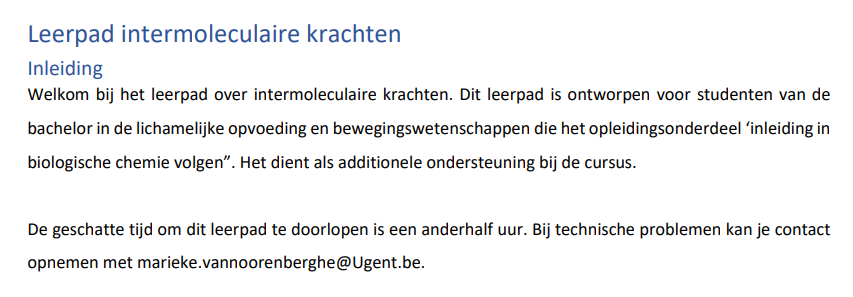 Leerpad intermoleculaire krachten
Inleiding
Welkom bij het leerpad over intermoleculaire krachten. Dit leerpad is ontworpen voor studenten van de
bachelor in de lichamelijke opvoeding en bewegingswetenschappen die het opleidingsonderdeel ‘inleiding in
biologische chemie volgen”. Het dient als additionele ondersteuning bij de cursus.
De geschatte tijd om dit leerpad te doorlopen is een anderhalf uur. Bij technische problemen kan je contact
opnemen met marieke.vannoorenberghe@Ugent.be.